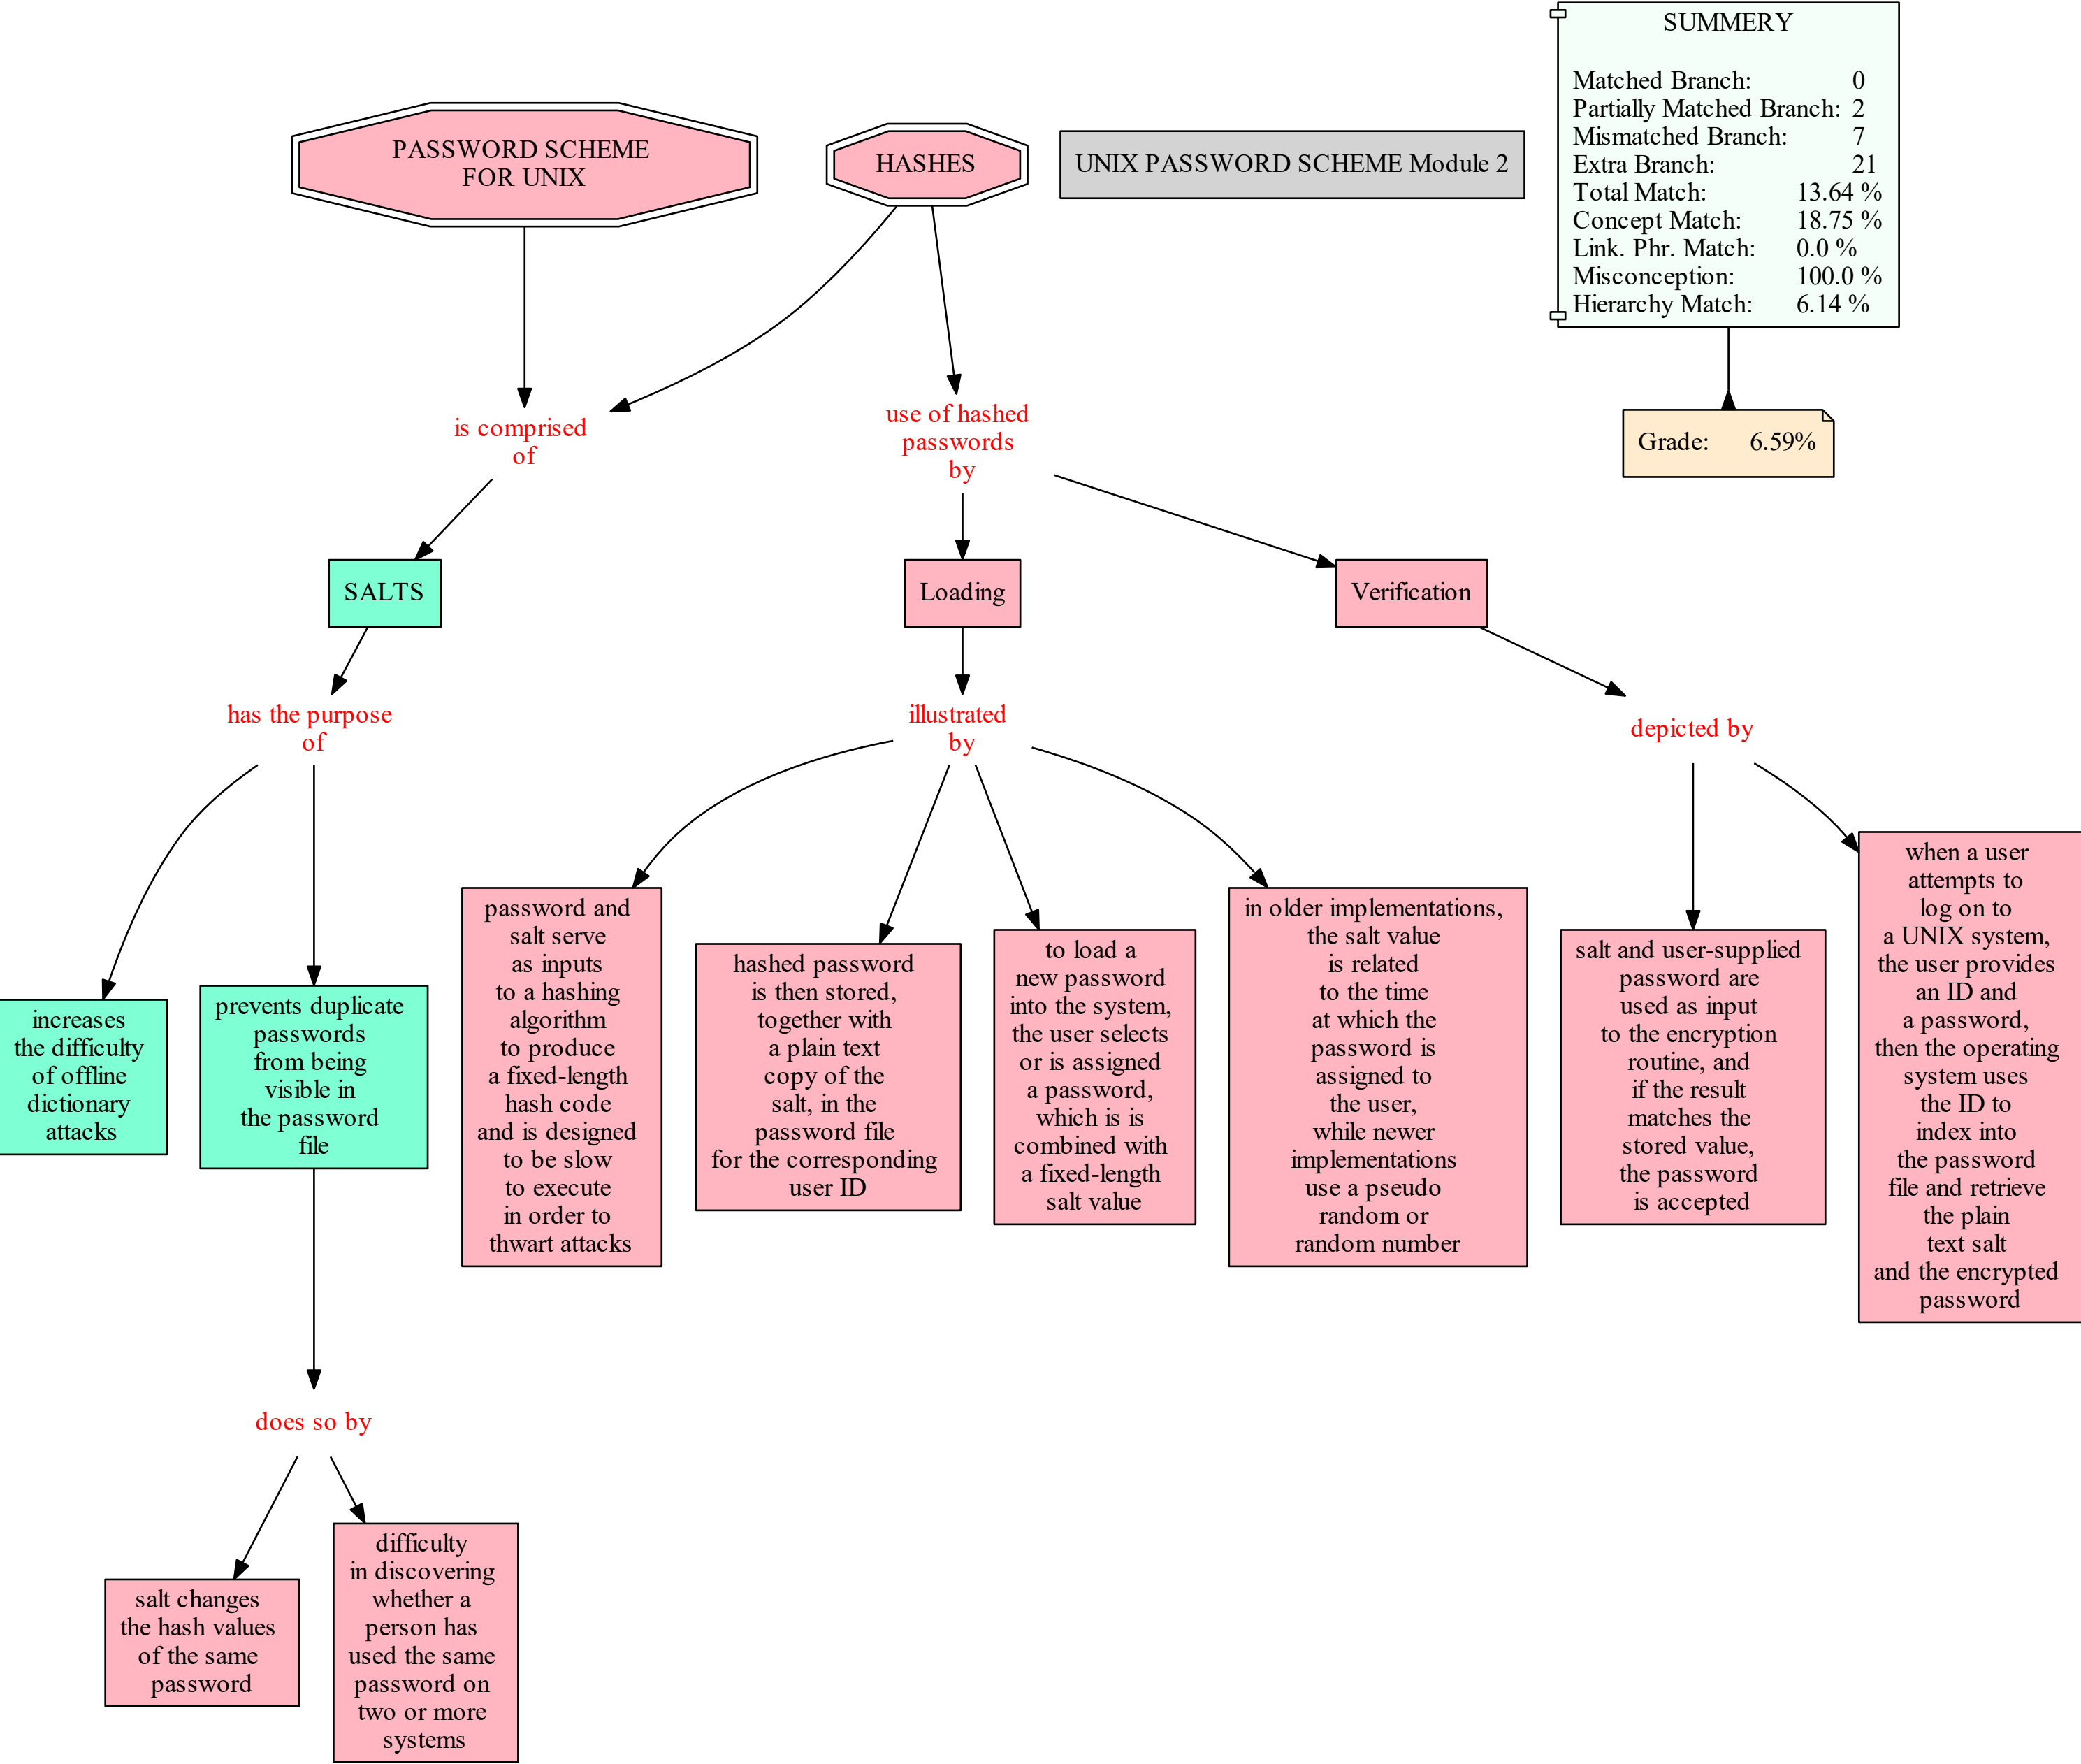 PASSWORD SCHEME
FOR UNIX
HASHES
UNIX PASSWORD SCHEME Module 2
SUMMERY
Matched Branch: 0
Partially Matched Branch: 2
Mismatched Branch: 7
Extra Branch: 21
Total Match: 13.64 %
Concept Match: 18.75 %
Link. Phr. Match: 0.0 %
Misconception: 100.0 %
Hierarchy Match: 6.14 %
Grade: 6.59%
is comprised
of
use of hashed
passwords
by
SALTS
Loading
Verification
has the purpose
of
illustrated
by
depicted by
increases
the difficulty
of offline
dictionary
attacks
prevents duplicate
passwords
from being
visible in
the password
file
password and
salt serve
as inputs
to a hashing
algorithm
to produce
a fixed-length
hash code
and is designed
to be slow
to execute
in order to
thwart attacks
hashed password
is then stored,
together with
a plain text
copy of the
salt, in the
password file
for the corresponding
user ID
to load a
new password
into the system,
the user selects
or is assigned
a password,
which is is
combined with
a fixed-length
salt value
in older implementations,
the salt value
is related
to the time
at which the
password is
assigned to
the user,
while newer
implementations
use a pseudo
random or
random number
salt and user-supplied
password are
used as input
to the encryption
routine, and
if the result
matches the
stored value,
the password
is accepted
when a user
attempts to
log on to
a UNIX system,
the user provides
an ID and
a password,
then the operating
system uses
the ID to
index into
the password
file and retrieve
the plain
text salt
and the encrypted
password
does so by
salt changes
the hash values
of the same
password
difficulty
in discovering
whether a
person has
used the same
password on
two or more
systems